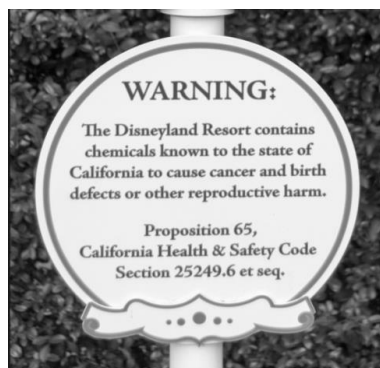 WARNING:
The Disneyland Resort contains
chemicals known to the state of
California to cause cancer and birth
defects or other reproductive harm.
Proposition 65,
California Health & Safety Code
Section 25249.6 et seq.